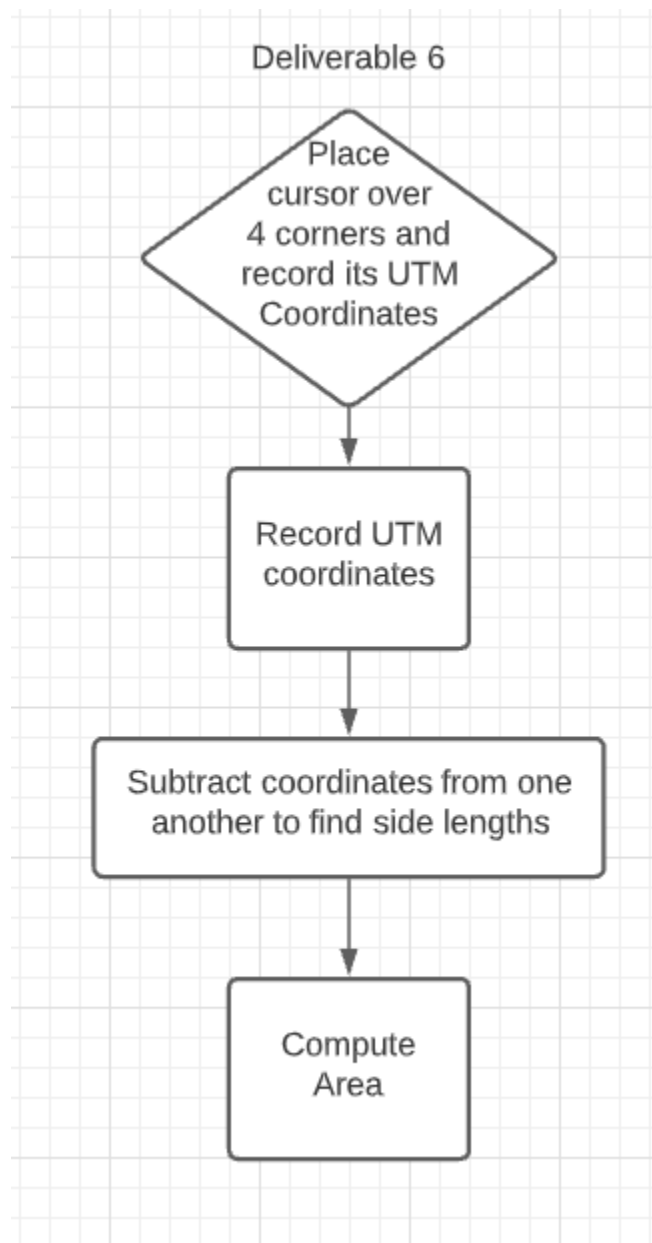 Deliverable 6
Place
cursor over
4 corners and
record its UTM
Coordinates
Record UTM
coordinates
Subtract coordinates from one
another to find side lengths
Compute
Area